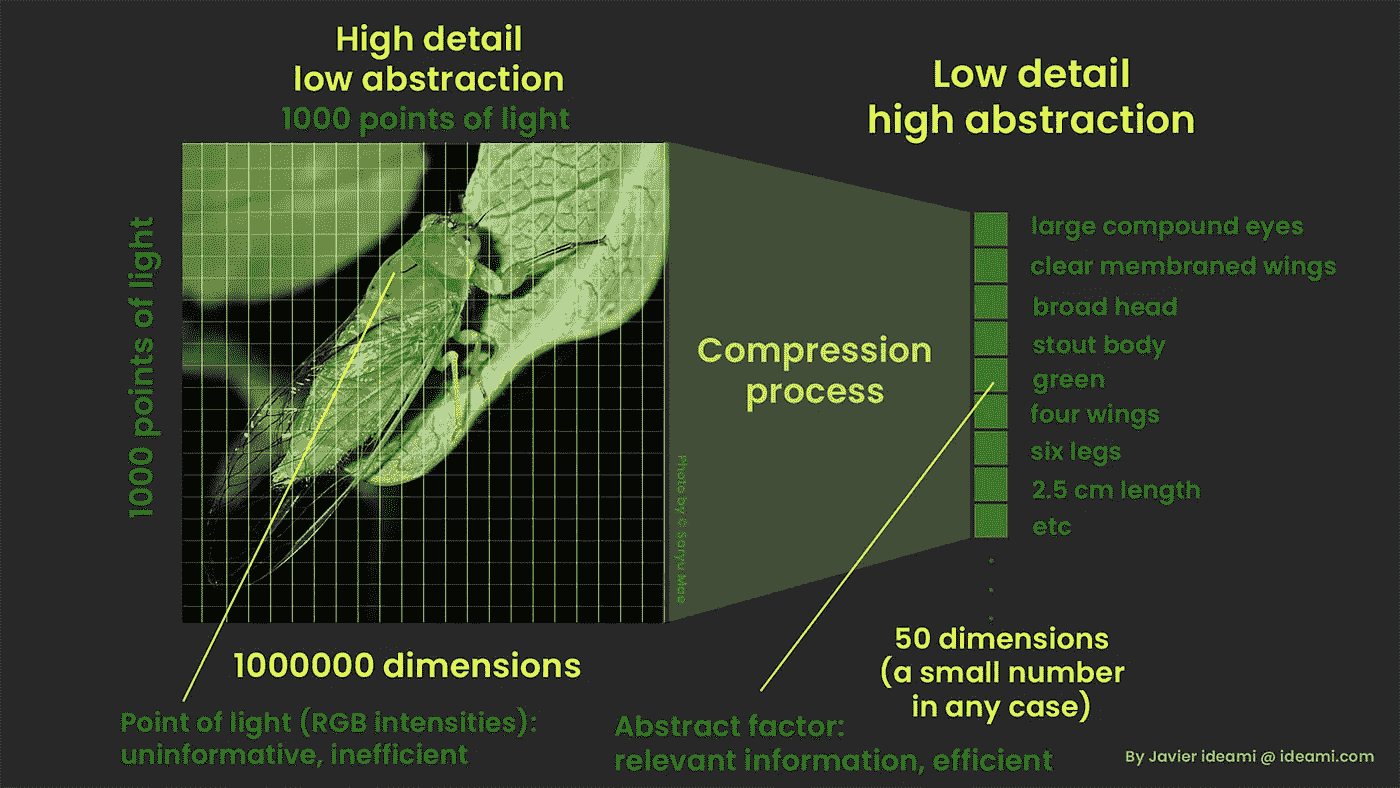 High detail
low abstraction
1000 points of light
1000 points of light
Low detail
high abstraction
large compound eyes
clear membraned wings
broad head
stout body
green
four wings
six legs
2.5 cm length
etc
Compression
process
Photo by © Saryu Mae
1000000 dimensions
50 dimensions
(a small number
in any case)
Point of light (RGB intensities):
uninformative, inefficient
Abstract factor:
relevant information, efficient
By Javier ideami @ ideami.com